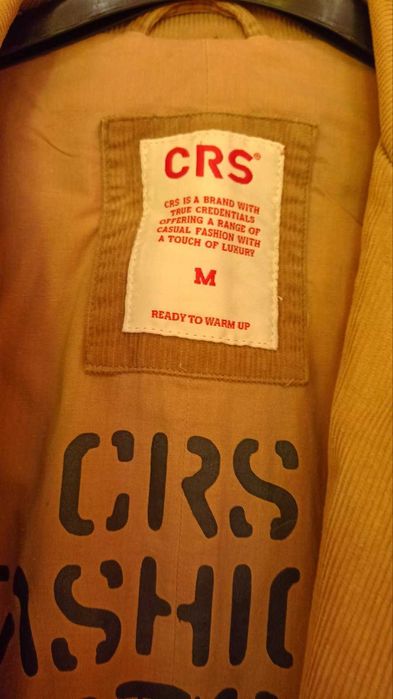 CRS®
CRS IS A BRAND WITH
TRUE CREDENTIALS
OFFERING A RANGE OF
CASUAL FASHION WITH
A TOUCH OF LUXURY
M
READY TO WARM UP
CRS
ASHIO